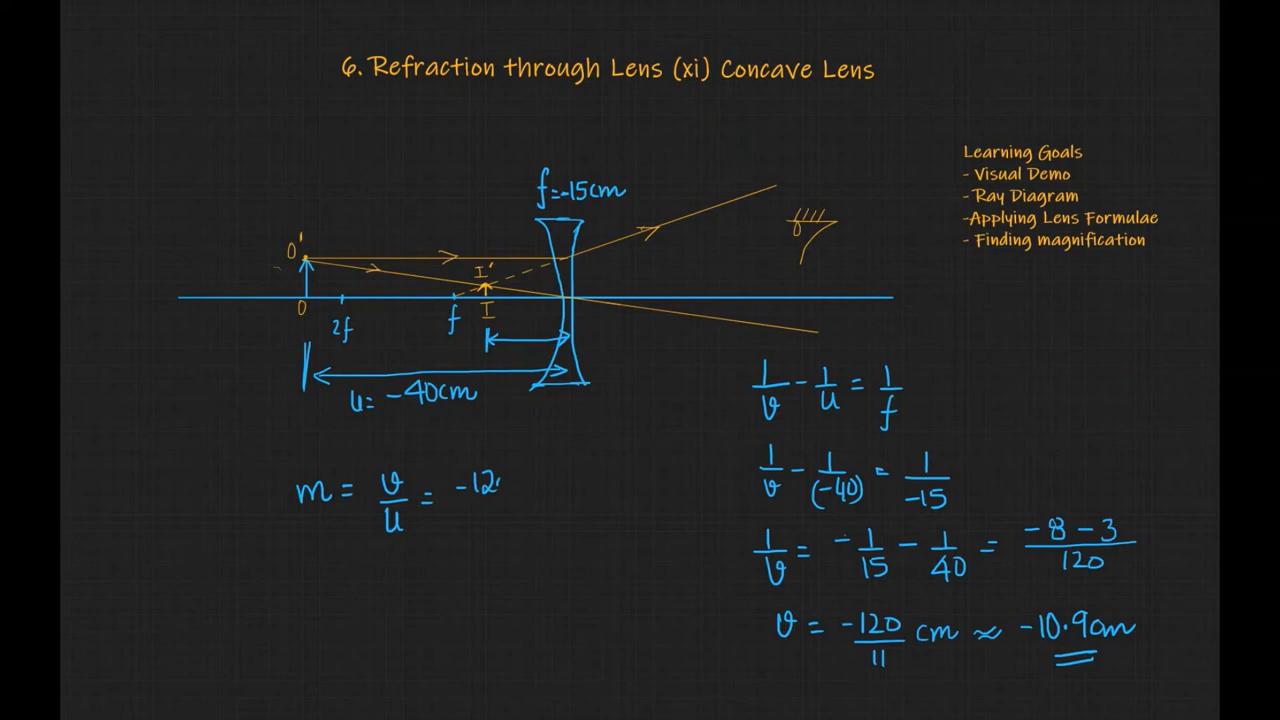 6. Refraction through Lens (xi) Concave Lens
Learning Goals
- Visual Demo
- Ray Diagram
-Applying Lens Formulae
- Finding magnification
f=-15cm
O'
I'
O
2f
f
I
u= -40cm
1/v - 1/u = 1/f
1/v - 1/(-40) = 1/-15
1/v = -1/15 - 1/40 = -8-3/120
v = -120/11 cm ≈ -10.9cm
m = v/u = -12